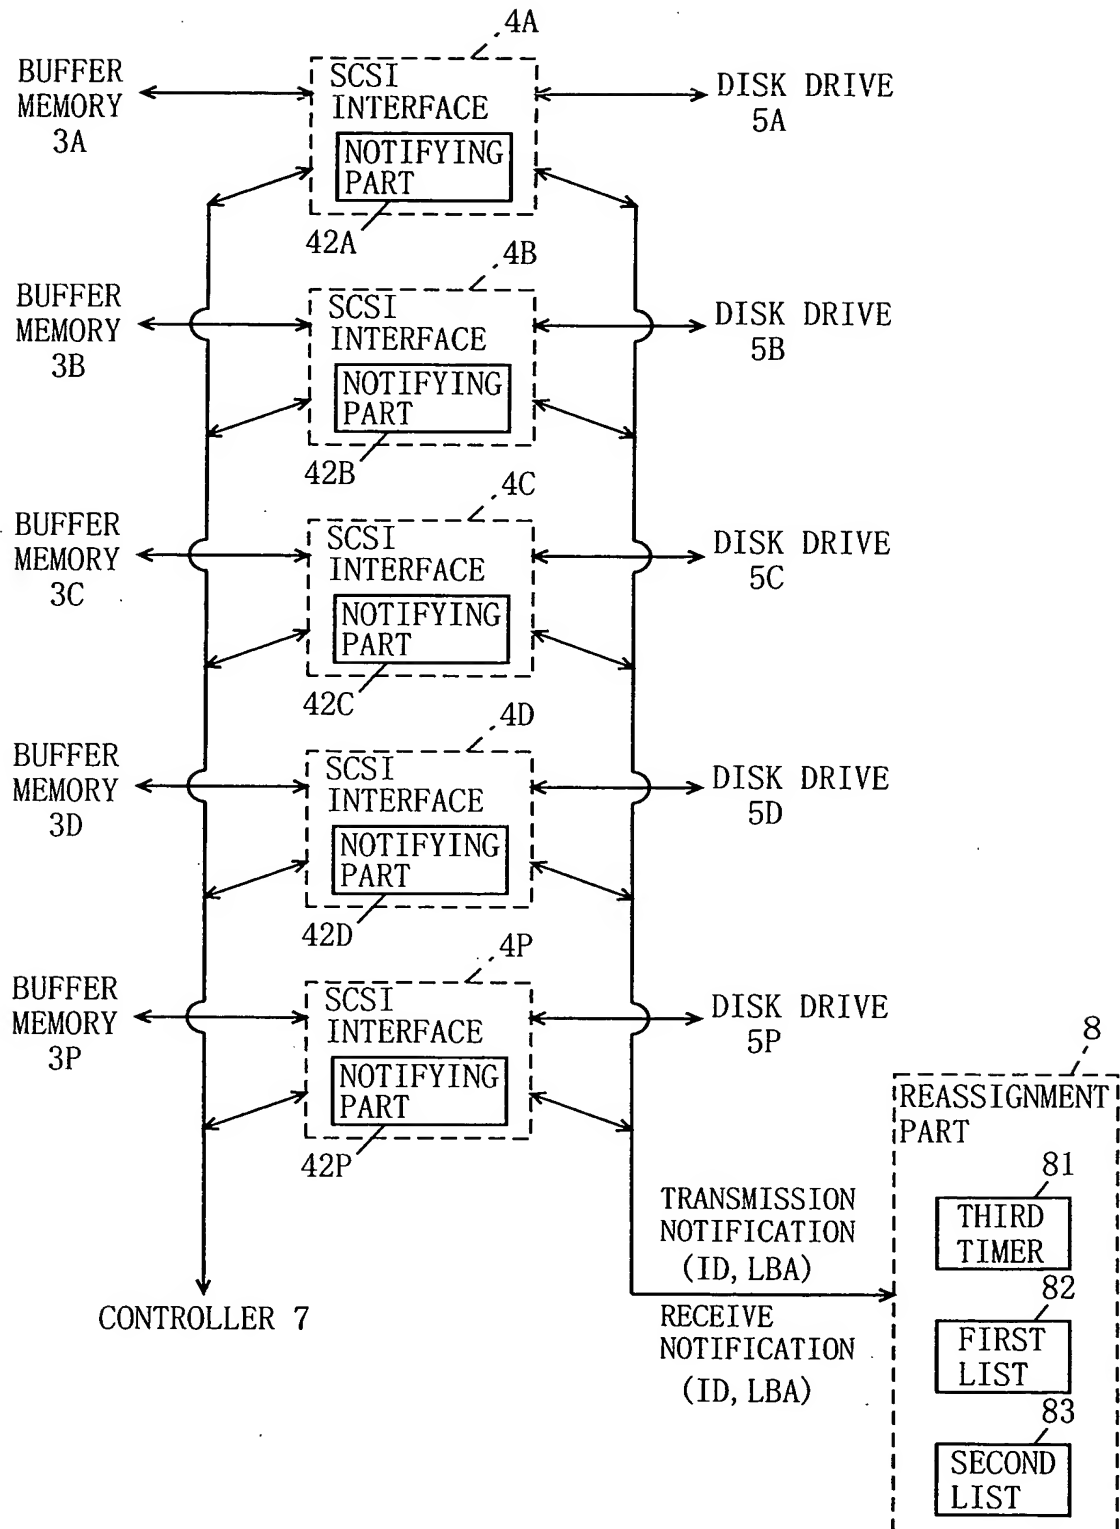 4A
BUFFER
MEMORY
3A
SCSI
INTERFACE
NOTIFYING
PART
DISK DRIVE
5A
42A
4B
BUFFER
MEMORY
3B
SCSI
INTERFACE
NOTIFYING
PART
DISK DRIVE
5B
42B
4C
BUFFER
MEMORY
3C
SCSI
INTERFACE
NOTIFYING
PART
DISK DRIVE
5C
42C
4D
BUFFER
MEMORY
3D
SCSI
INTERFACE
NOTIFYING
PART
DISK DRIVE
5D
42D
4P
BUFFER
MEMORY
3P
SCSI
INTERFACE
NOTIFYING
PART
DISK DRIVE
5P
42P
8
REASSIGNMENT
PART
81
THIRD
TIMER
82
FIRST
LIST
83
SECOND
LIST
TRANSMISSION
NOTIFICATION
(ID, LBA)
RECEIVE
NOTIFICATION
(ID, LBA)
CONTROLLER 7